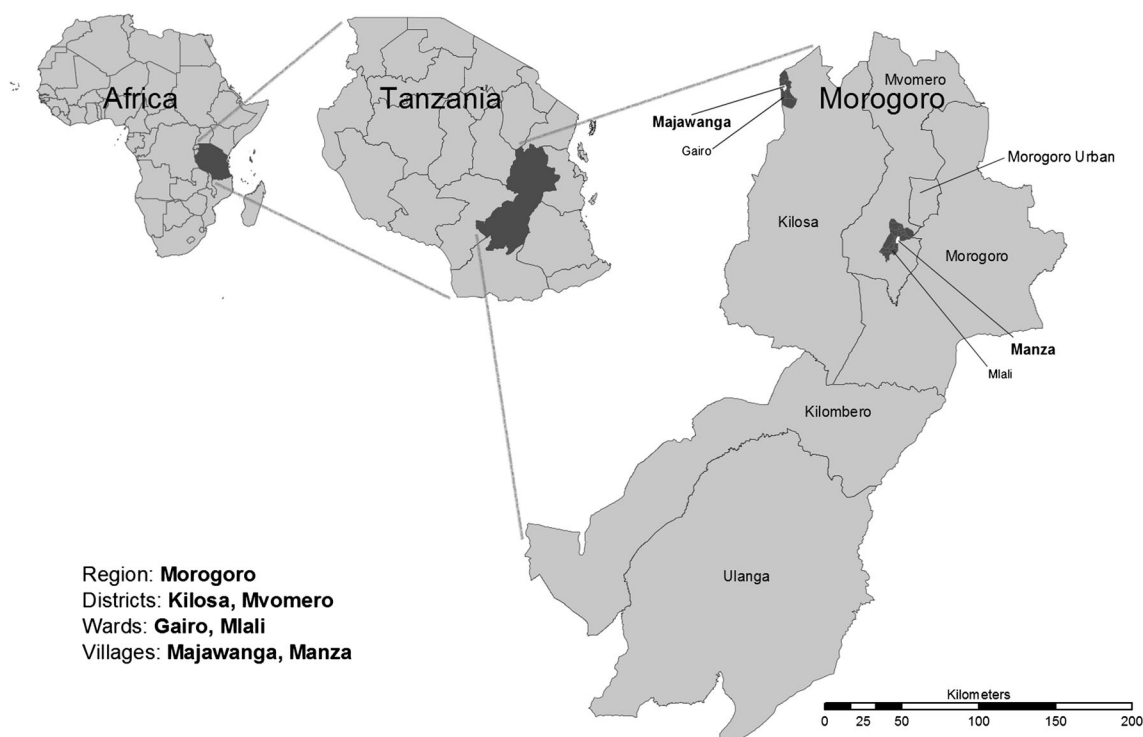 Africa
Tanzania
Morogoro
Mvomero
Majawanga
Gairo
Morogoro Urban
Kilosa
Morogoro
Manza
Mlali
Kilombero
Ulanga
Region: Morogoro
Districts: Kilosa, Mvomero
Wards: Gairo, Mlali
Villages: Majawanga, Manza
Kilometers
0 25 50 100 150 200